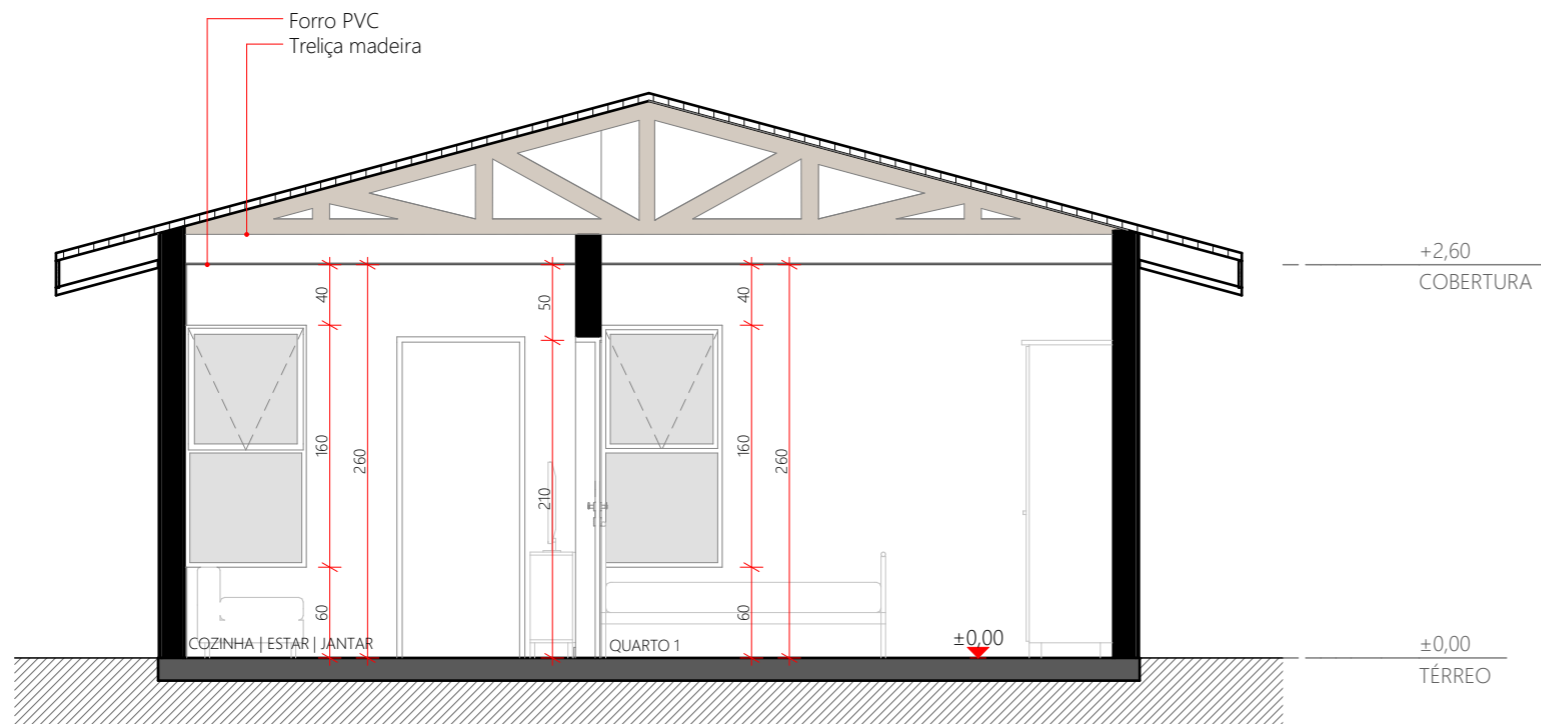 Forro PVC
Treliça madeira
+2,60
COBERTURA
40
50
40
160
260
210
160
260
60
60
COZINHA | ESTAR | JANTAR
QUARTO 1
±0,00
±0,00
TÉRREO